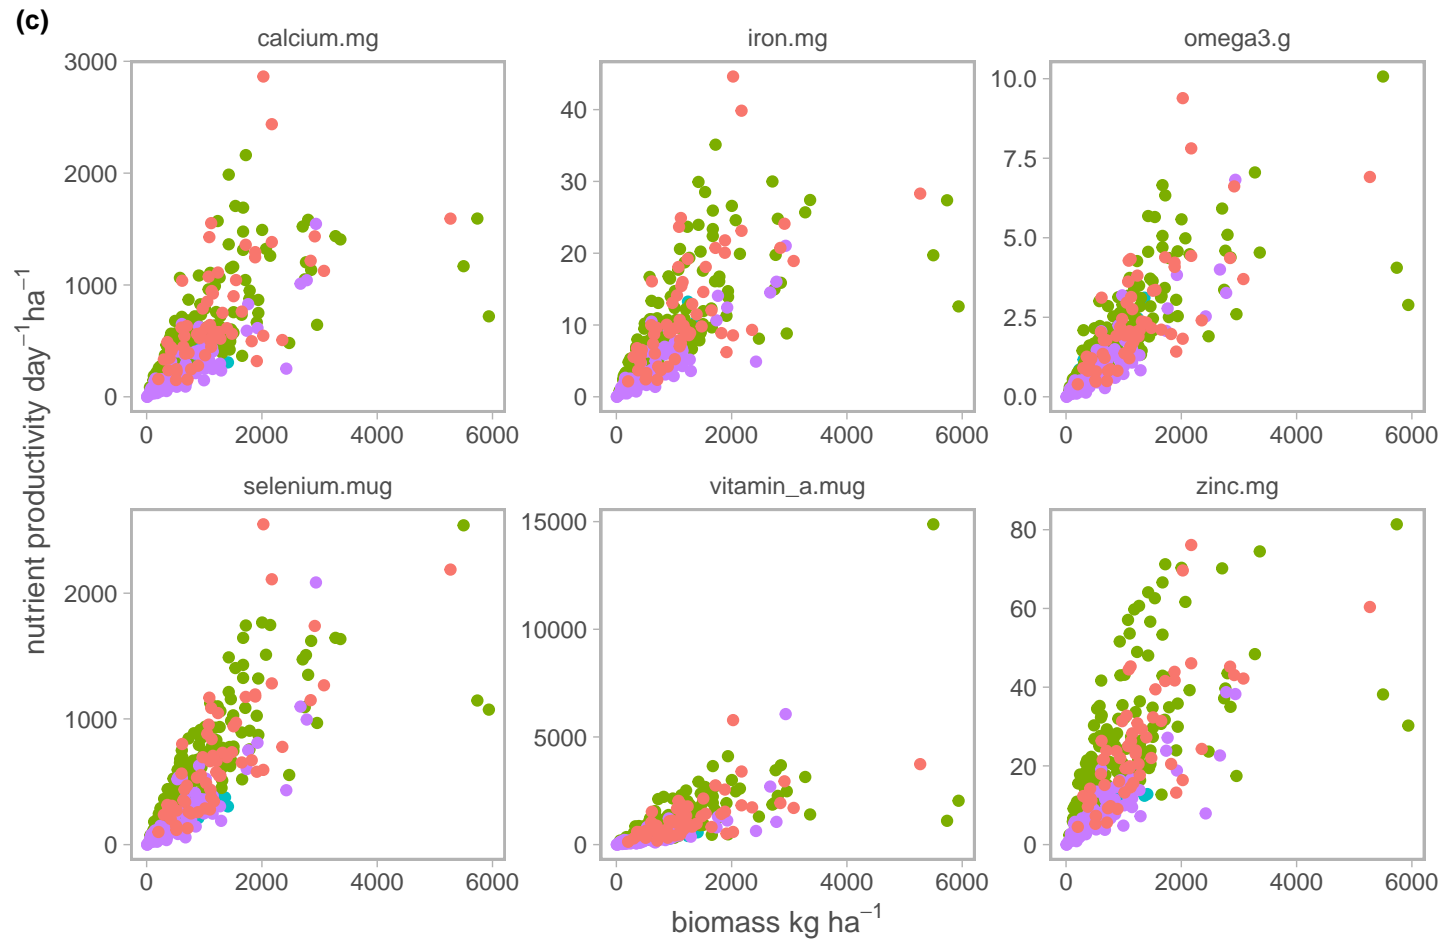 (c)
calcium.mg iron.mg omega3.g
3000 2000 1000 0
40 30 20 10 0
10.0 7.5 5.0 2.5 0.0
0 2000 4000 6000 0 2000 4000 6000 0 2000 4000 6000
nutrient productivity day⁻¹ha⁻¹
selenium.mug vitamin_a.mug zinc.mg
2000 1000 0
15000 10000 5000 0
80 60 40 20 0
0 2000 4000 6000 0 2000 4000 6000 0 2000 4000 6000
biomass kg ha⁻¹